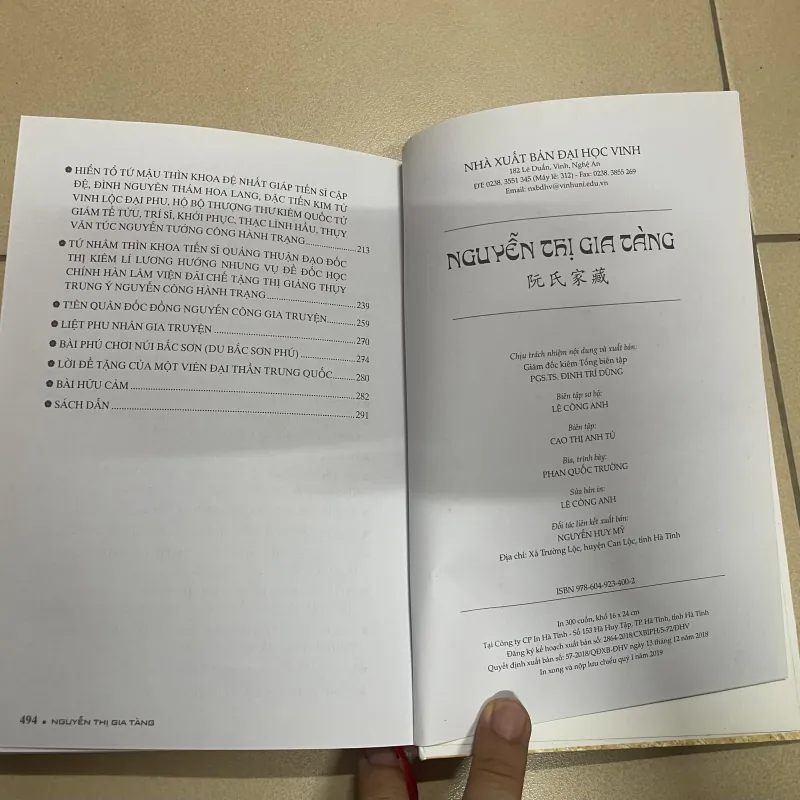 HIỂN TỔ TỨ MẬU THÌN KHOA ĐỆ NHẤT GIÁP TIẾN SĨ CẬP
ĐỆ, ĐÌNH NGUYÊN THÁM HOA LANG, ĐẶC TIẾN KIM TỬ
VINH LỘC ĐẠI PHU, HỘ BỘ THƯỢNG THƯ KIÊM QUỐC TỬ
GIÁM TẾ TỬU, TRÍ SĨ, KHỞI PHỤC, THẠC LĨNH HẦU, THỤY
VĂN TÚC NGUYỄN TƯỚNG CÔNG HÀNH TRẠNG ... 213
TỨ NHÂM THÌN KHOA TIẾN SĨ QUẢNG THUẬN ĐẠO ĐỐC
THỊ KIÊM LÍ LƯƠNG HƯỚNG NHUNG VỤ ĐỀ ĐỐC HỌC
CHÍNH HÀN LÂM VIỆN ĐÃI CHẾ TẶNG THỊ GIẢNG THỤY
TRUNG Ý NGUYỄN CÔNG HÀNH TRẠNG ... 239
TIỀN QUÂN ĐỐC ĐỒNG NGUYỄN CÔNG GIA TRUYỆN ... 259
LIỆT PHU NHÂN GIA TRUYỆN ... 270
BÀI PHÚ CHƠI NÚI BẮC SƠN (DU BẮC SƠN PHÚ) ... 274
LỜI ĐỀ TẶNG CỦA MỘT VIÊN ĐẠI THẦN TRUNG QUỐC ... 280
BÀI HỮU CẢM ... 282
SÁCH DẪN ... 291
494 • NGUYỄN THỊ GIA TÀNG
NHÀ XUẤT BẢN ĐẠI HỌC VINH
182 Lê Duẩn, Vinh, Nghệ An
ĐT: 0238. 3551 345 (Máy lẻ: 312) - Fax: 0238. 3855 269
Email: nxbdhv@vinhuni.edu.vn
NGUYỄN THỊ GIA TÀNG
阮氏家藏
Chịu trách nhiệm nội dung và xuất bản:
Giám đốc kiêm Tổng biên tập
PGS.TS. ĐINH TRÍ DŨNG
Biên tập sơ bộ:
LÊ CÔNG ANH
Biên tập:
CAO THỊ ANH TÚ
Bìa, trình bày:
PHAN QUỐC TRƯỜNG
Sửa bản in:
LÊ CÔNG ANH
Đối tác liên kết xuất bản:
NGUYỄN HUY MỸ
Địa chỉ: Xã Trường Lộc, huyện Can Lộc, tỉnh Hà Tĩnh
ISBN 978-604-923-400-2
In 300 cuốn, khổ 16 x 24 cm
Tại Công ty CP In Hà Tĩnh - Số 153 Hà Huy Tập, TP. Hà Tĩnh, tỉnh Hà Tĩnh
Đăng ký kế hoạch xuất bản số: 2864-2018/CXBIPH/5-72/ĐHV
Quyết định xuất bản số: 57-2018/QĐXB-ĐHV ngày 13 tháng 12 năm 2018
In xong và nộp lưu chiểu quý 1 năm 2019